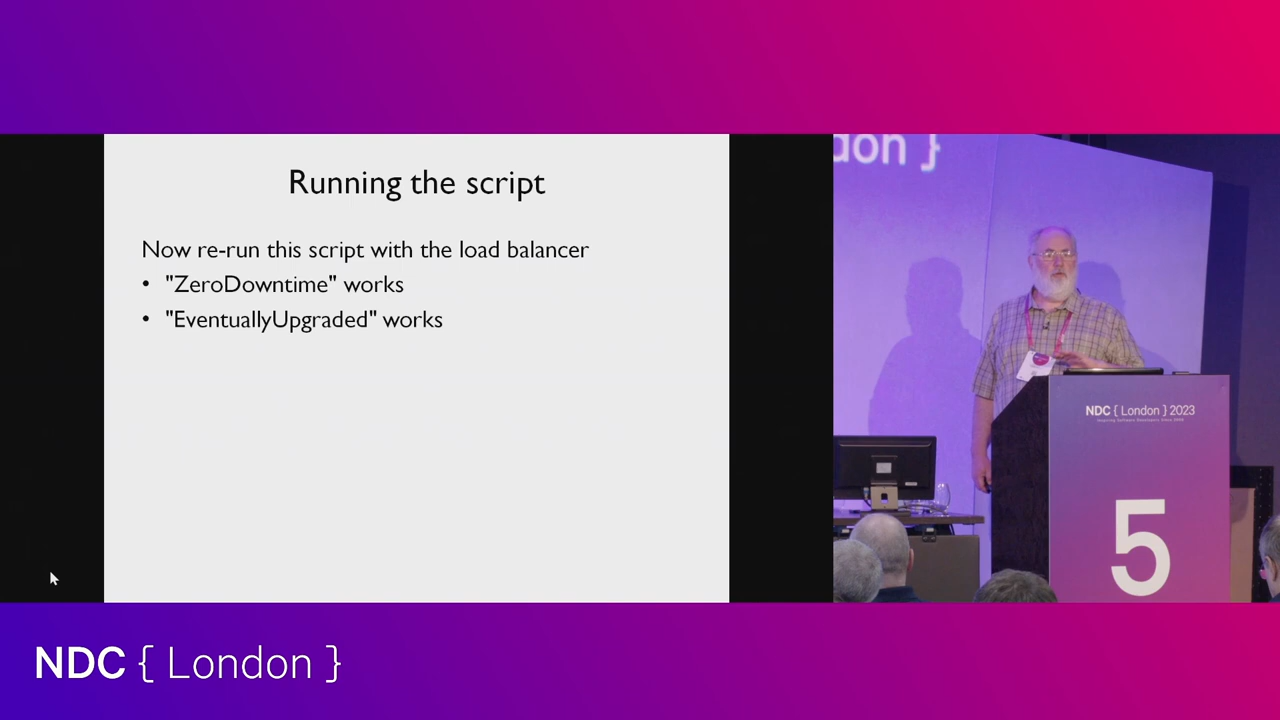 Running the script
Now re-run this script with the load balancer
• "ZeroDowntime" works
• "EventuallyUpgraded" works
don }
NDC { London } 2023
5
NDC { London }